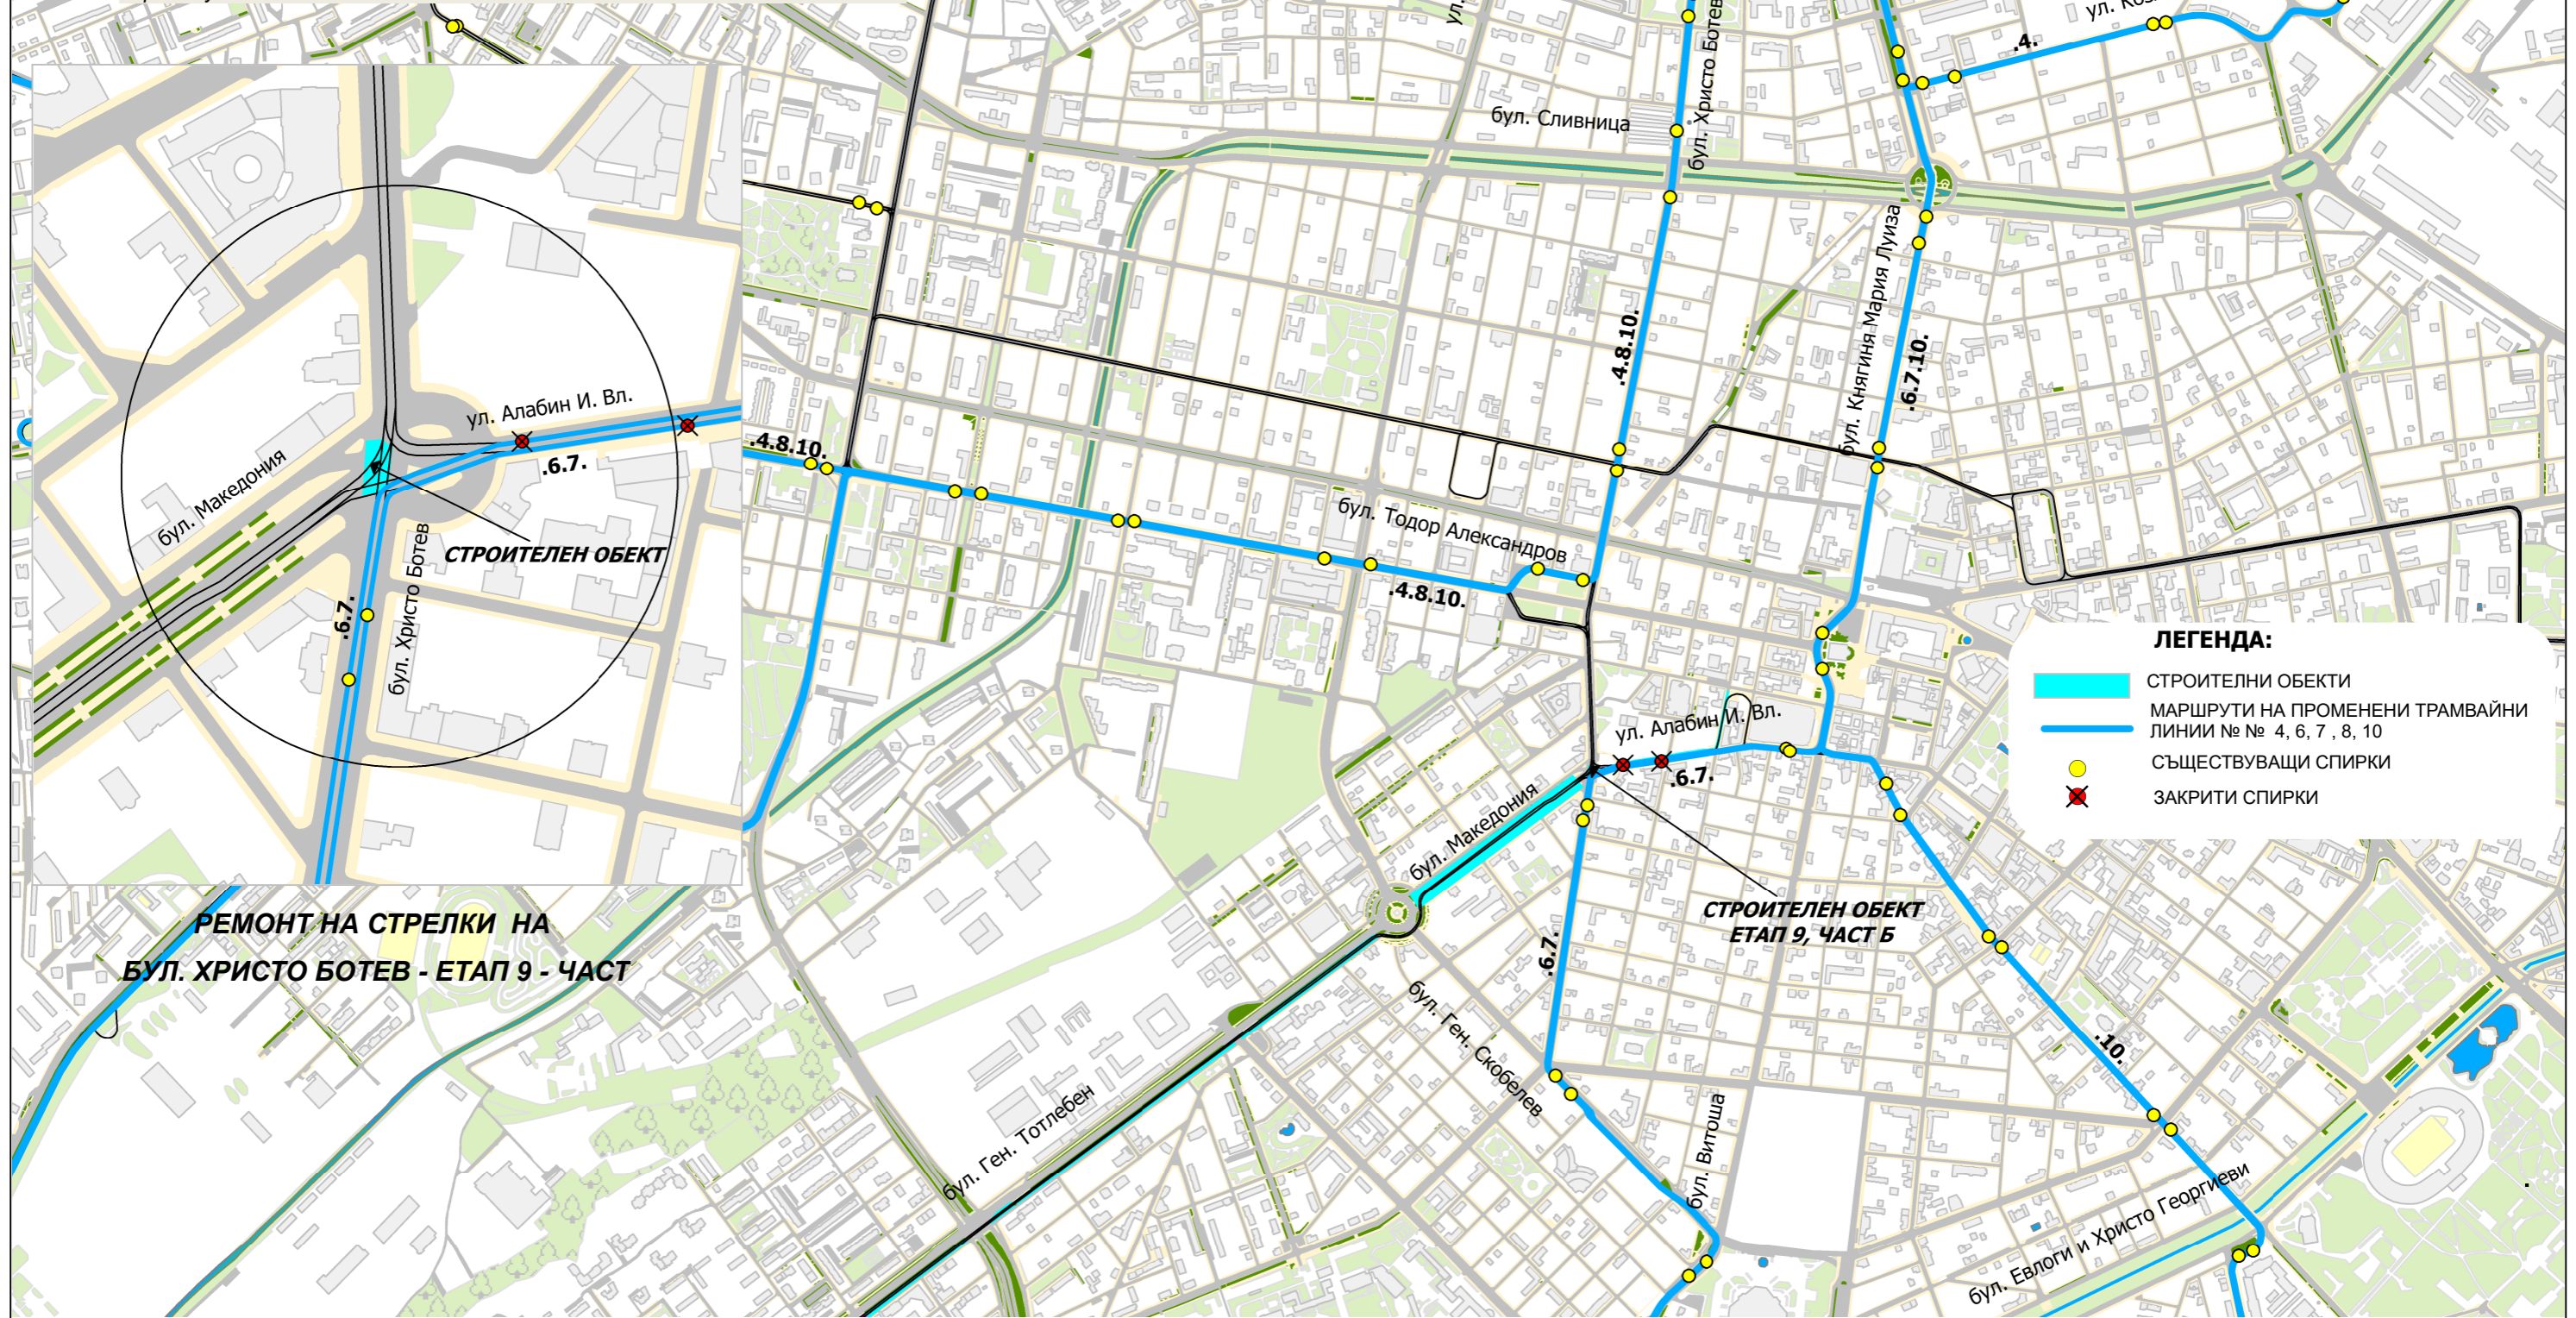 ул. Алабин И. Вл.
.6.7.
бул. Македония
СТРОИТЕЛЕН ОБЕКТ
бул. Христо Ботев
.6.7.
РЕМОНТ НА СТРЕЛКИ НА
БУЛ. ХРИСТО БОТЕВ - ЕТАП 9 - ЧАСТ
бул. Сливница
бул. Христо Ботев
.4.
.4.8.10.
бул. Княгиня Мария Луиза
.6.7.10.
.4.8.10.
бул. Тодор Александров
.4.8.10.
ул. Алабин И. Вл.
.6.7.
бул. Македония
СТРОИТЕЛЕН ОБЕКТ
ЕТАП 9, ЧАСТ Б
.6.7.
бул. Ген. Скобелев
бул. Ген. Тотлебен
бул. Витоша
.10.
бул. Евлоги и Христо Георгиеви
ЛЕГЕНДА:
СТРОИТЕЛНИ ОБЕКТИ
МАРШРУТИ НА ПРОМЕНЕНИ ТРАМВАЙНИ
ЛИНИИ № № 4, 6, 7 , 8, 10
СЪЩЕСТВУВАЩИ СПИРКИ
ЗАКРИТИ СПИРКИ